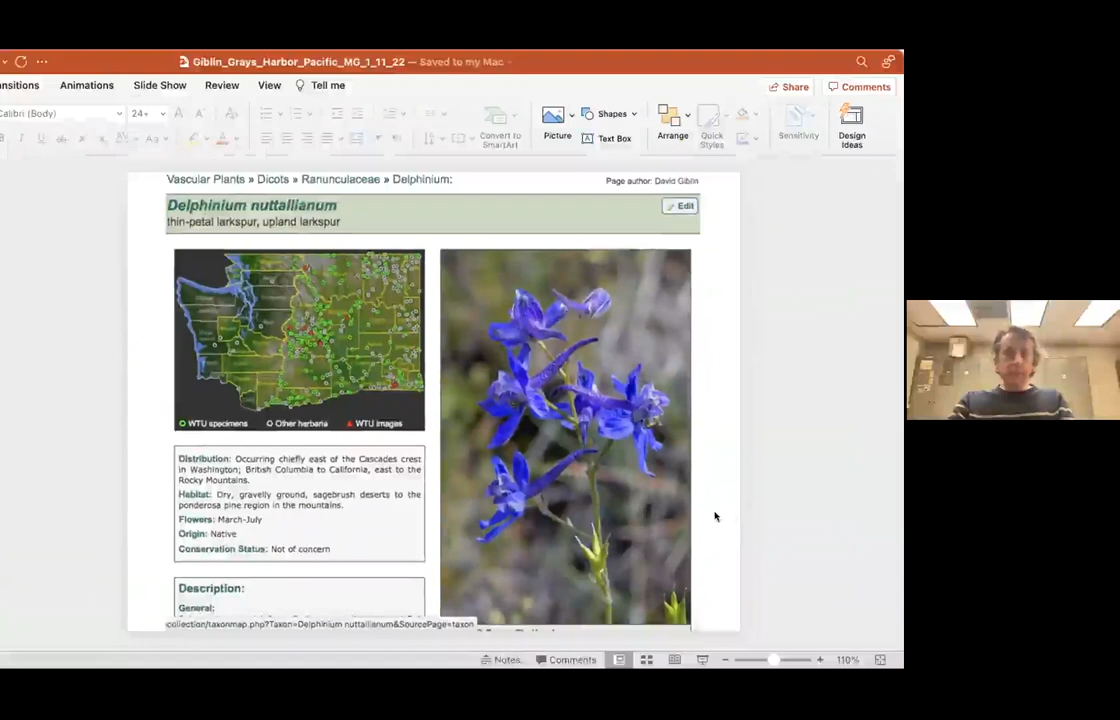 Giblin_Grays_Harbor_Pacific_MG_1_11_22 — Saved to my Mac
Animations Slide Show Review View Tell me
Share Comments
Calibri (Body) 24+
Convert to SmartArt
Picture
Shapes
Text Box
Arrange
Quick Styles
Sensitivity
Design Ideas
Vascular Plants » Dicots » Ranunculaceae » Delphinium:
Page author: David Giblin
Delphinium nuttallianum
Edit
thin-petal larkspur, upland larkspur
WTU specimens Other herbaria WTU images
Distribution: Occurring chiefly east of the Cascades crest
in Washington; British Columbia to California, east to the
Rocky Mountains.
Habitat: Dry, gravelly ground, sagebrush deserts to the
ponderosa pine region in the mountains.
Flowers: March-July
Origin: Native
Conservation Status: Not of concern
Description:
General:
collection/taxonmap.php?Taxon=Delphinium nuttallianum&SourcePage=taxon
Notes Comments 110%